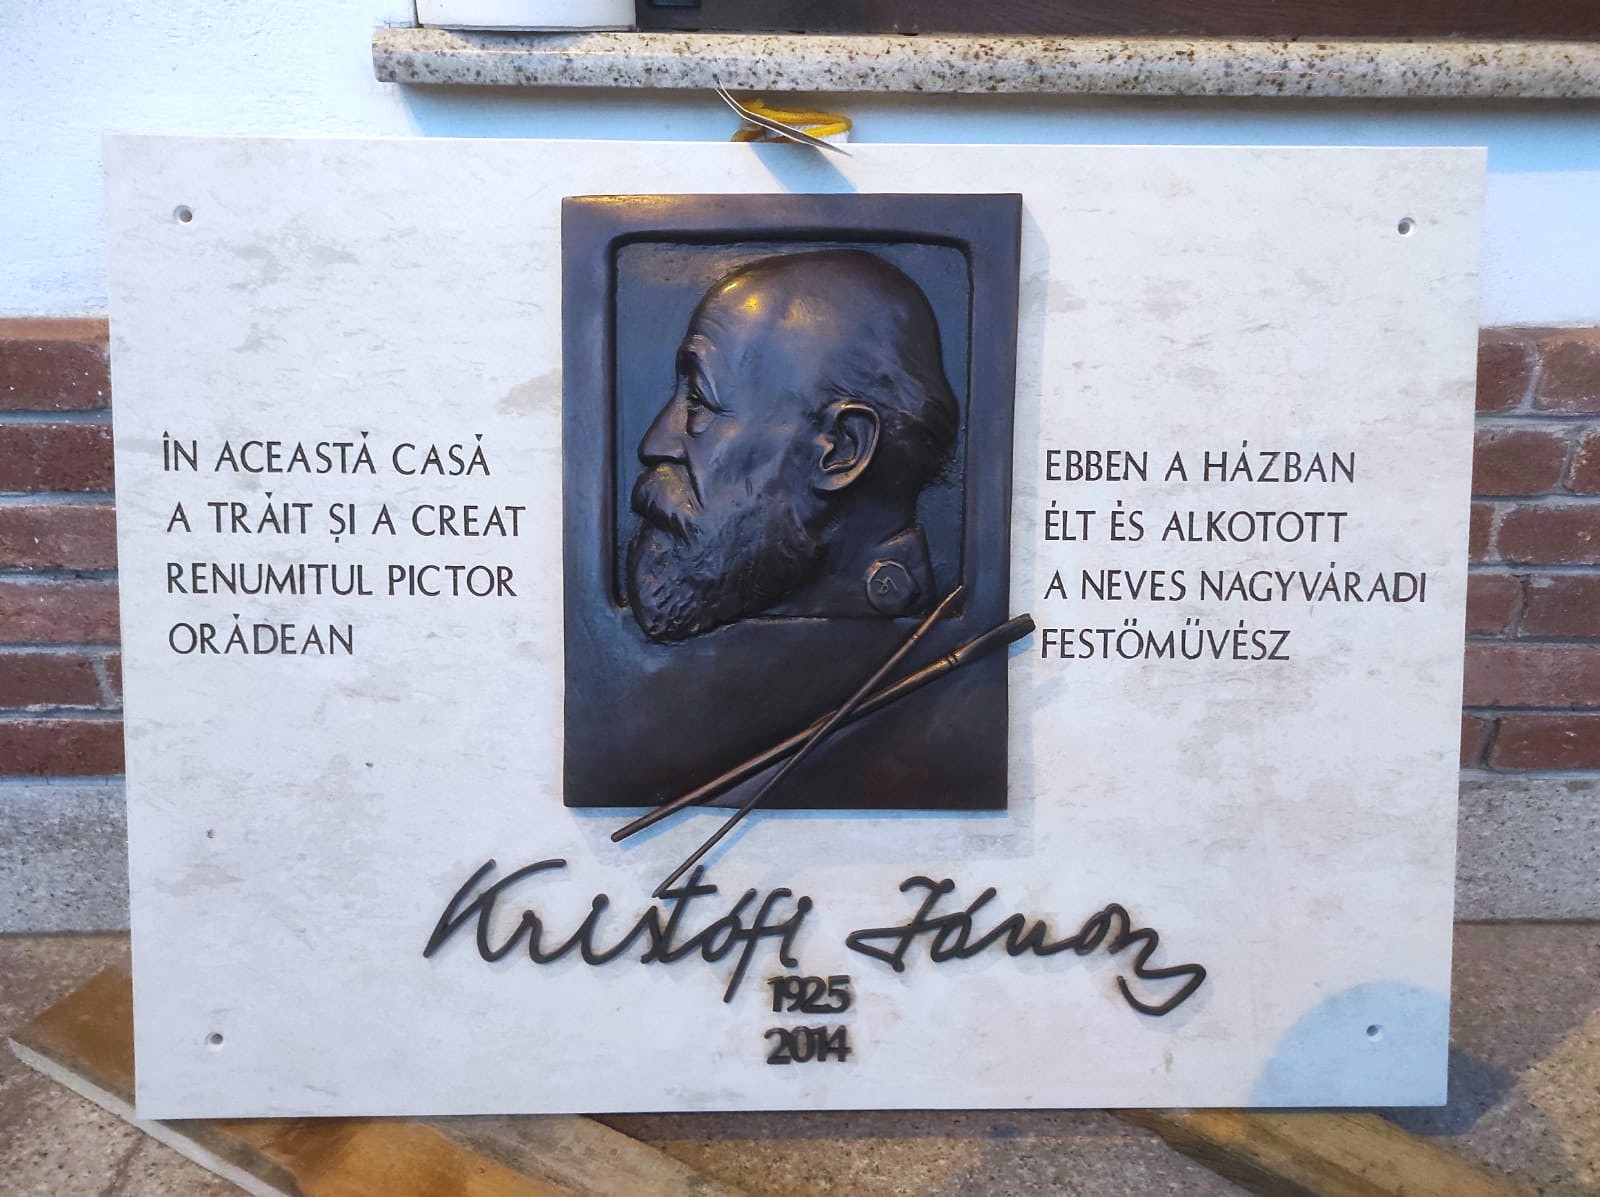 ÎN ACEASTĂ CASĂ
A TRĂIT ȘI A CREAT
RENUMITUL PICTOR
ORĂDEAN
EBBEN A HÁZBAN
ÉLT ÉS ALKOTOTT
A NEVES NAGYVÁRADI
FESTŐMŰVÉSZ
Kristófi János
1925
2014